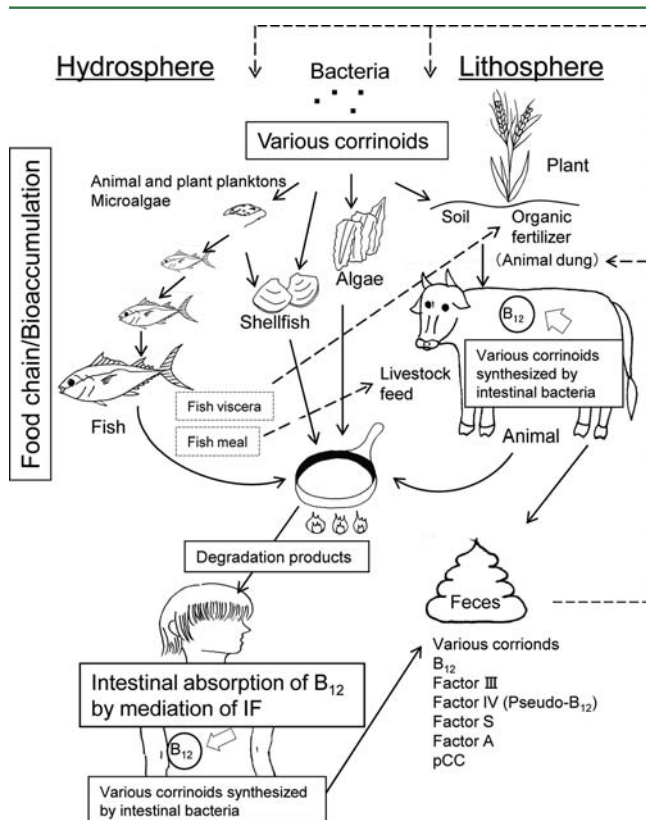 Hydrosphere
Bacteria
Lithosphere
Various corrinoids
Plant
Food chain/Bioaccumulation
Animal and plant planktons
Microalgae
Soil
Organic
fertilizer
(Animal dung)
Algae
Shellfish
B₁₂
Various corrinoids
synthesized by
intestinal bacteria
Livestock
feed
Fish viscera
Fish meal
Fish
Animal
Degradation products
Feces
Various corrionds
B₁₂
Factor Ⅲ
Factor Ⅳ (Pseudo-B₁₂)
Factor S
Factor A
pCC
Intestinal absorption of B₁₂
by mediation of IF
B₁₂
Various corrinoids synthesized
by intestinal bacteria